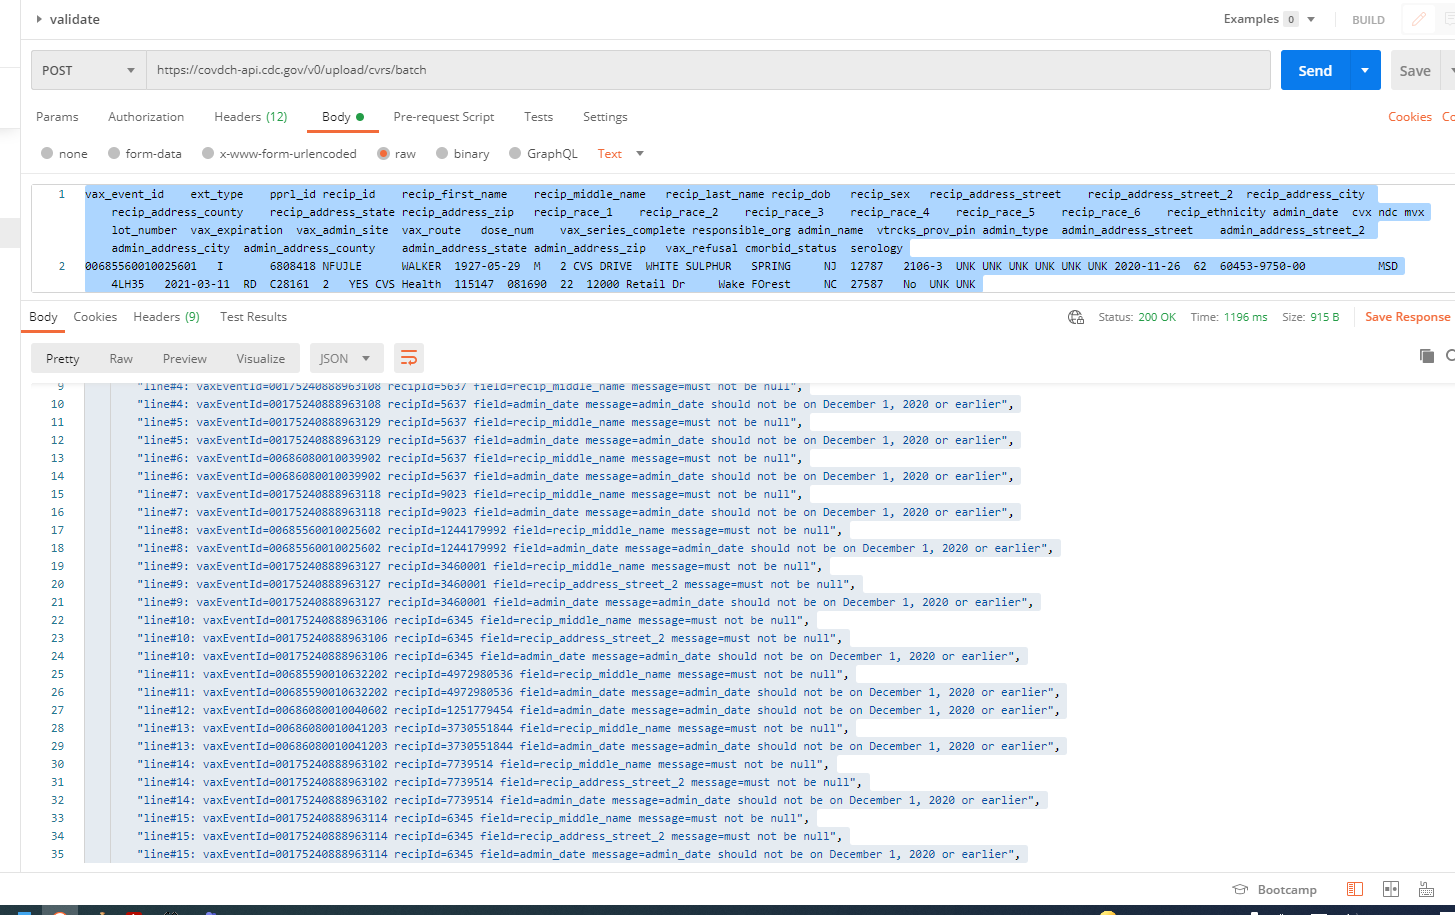 validate
Examples 0 BUILD
POST https://covdch-api.cdc.gov/v0/upload/cvrs/batch Send Save
Params Authorization Headers (12) Body Pre-request Script Tests Settings Cookies Co
none form-data x-www-form-urlencoded raw binary GraphQL Text
1 vax_event_id ext_type pprl_id recip_id recip_first_name recip_middle_name recip_last_name recip_dob recip_sex recip_address_street recip_address_street_2 recip_address_city
recip_address_county recip_address_state recip_address_zip recip_race_1 recip_race_2 recip_race_3 recip_race_4 recip_race_5 recip_race_6 recip_ethnicity admin_date cvx ndc mvx
lot_number vax_expiration vax_admin_site vax_route dose_num vax_series_complete responsible_org admin_name vtrcks_prov_pin admin_type admin_address_street admin_address_street_2
admin_address_city admin_address_county admin_address_state admin_address_zip vax_refusal cmorbid_status serology
2 00685560010025601 I 6808418 NFUJLE WALKER 1927-05-29 M 2 CVS DRIVE WHITE SULPHUR SPRING NJ 12787 2106-3 UNK UNK UNK UNK UNK UNK 2020-11-26 62 60453-9750-00 MSD
4LH35 2021-03-11 RD C28161 2 YES CVS Health 115147 081690 22 12000 Retail Dr Wake FOrest NC 27587 No UNK UNK
Body Cookies Headers (9) Test Results Status: 200 OK Time: 1196 ms Size: 915 B Save Response
Pretty Raw Preview Visualize JSON
9 "line#4: vaxEventId=00175240888963108 recipId=5637 field=recip_middle_name message=must not be null",
10 "line#4: vaxEventId=00175240888963108 recipId=5637 field=admin_date message=admin_date should not be on December 1, 2020 or earlier",
11 "line#5: vaxEventId=00175240888963129 recipId=5637 field=recip_middle_name message=must not be null",
12 "line#5: vaxEventId=00175240888963129 recipId=5637 field=admin_date message=admin_date should not be on December 1, 2020 or earlier",
13 "line#6: vaxEventId=00686080010039902 recipId=5637 field=recip_middle_name message=must not be null",
14 "line#6: vaxEventId=00686080010039902 recipId=5637 field=admin_date message=admin_date should not be on December 1, 2020 or earlier",
15 "line#7: vaxEventId=00175240888963118 recipId=9023 field=recip_middle_name message=must not be null",
16 "line#7: vaxEventId=00175240888963118 recipId=9023 field=admin_date message=admin_date should not be on December 1, 2020 or earlier",
17 "line#8: vaxEventId=00685560010025602 recipId=1244179992 field=recip_middle_name message=must not be null",
18 "line#8: vaxEventId=00685560010025602 recipId=1244179992 field=admin_date message=admin_date should not be on December 1, 2020 or earlier",
19 "line#9: vaxEventId=00175240888963127 recipId=3460001 field=recip_middle_name message=must not be null",
20 "line#9: vaxEventId=00175240888963127 recipId=3460001 field=recip_address_street_2 message=must not be null",
21 "line#9: vaxEventId=00175240888963127 recipId=3460001 field=admin_date message=admin_date should not be on December 1, 2020 or earlier",
22 "line#10: vaxEventId=00175240888963106 recipId=6345 field=recip_middle_name message=must not be null",
23 "line#10: vaxEventId=00175240888963106 recipId=6345 field=recip_address_street_2 message=must not be null",
24 "line#10: vaxEventId=00175240888963106 recipId=6345 field=admin_date message=admin_date should not be on December 1, 2020 or earlier",
25 "line#11: vaxEventId=00685590010632202 recipId=4972980536 field=recip_middle_name message=must not be null",
26 "line#11: vaxEventId=00685590010632202 recipId=4972980536 field=admin_date message=admin_date should not be on December 1, 2020 or earlier",
27 "line#12: vaxEventId=00686080010040602 recipId=1251779454 field=admin_date message=admin_date should not be on December 1, 2020 or earlier",
28 "line#13: vaxEventId=00686080010041203 recipId=3730551844 field=recip_middle_name message=must not be null",
29 "line#13: vaxEventId=00686080010041203 recipId=3730551844 field=admin_date message=admin_date should not be on December 1, 2020 or earlier",
30 "line#14: vaxEventId=00175240888963102 recipId=7739514 field=recip_middle_name message=must not be null",
31 "line#14: vaxEventId=00175240888963102 recipId=7739514 field=recip_address_street_2 message=must not be null",
32 "line#14: vaxEventId=00175240888963102 recipId=7739514 field=admin_date message=admin_date should not be on December 1, 2020 or earlier",
33 "line#15: vaxEventId=00175240888963114 recipId=6345 field=recip_middle_name message=must not be null",
34 "line#15: vaxEventId=00175240888963114 recipId=6345 field=recip_address_street_2 message=must not be null",
35 "line#15: vaxEventId=00175240888963114 recipId=6345 field=admin_date message=admin_date should not be on December 1, 2020 or earlier",
Bootcamp